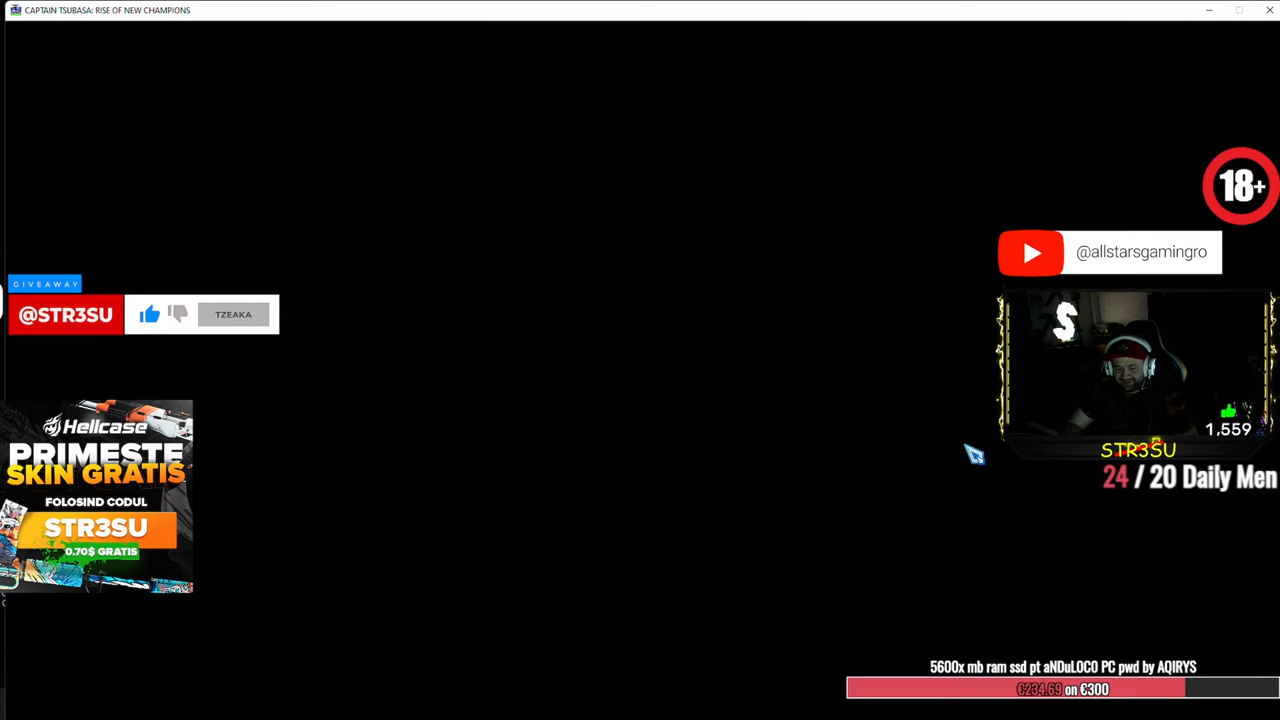 CAPTAIN TSUBASA: RISE OF NEW CHAMPIONS
18+
@allstarsgamingro
GIVEAWAY
@STR3SU
TZEAKA
S
1,559
STR3SU
24 / 20 Daily Men
Hellcase
PRIMESTE
SKIN GRATIS
FOLOSIND CODUL
STR3SU
0.70$ GRATIS
5600x mb ram ssd pt aNDuLOCO PC pwd by AQIRYS
€234.69 on €300